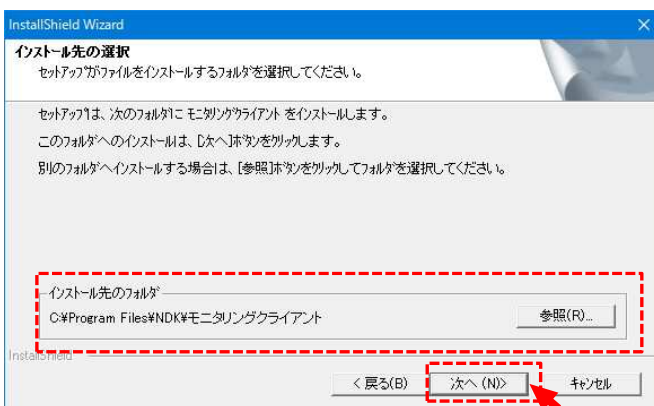 InstallShield Wizard
インストール先の選択
セットアップがファイルをインストールするフォルダを選択してください。
セットアップは、次のフォルダに モニタリングクライアント をインストールします。
このフォルダへのインストールは、[次へ]ボタンをクリックします。
別のフォルダへインストールする場合は、[参照]ボタンをクリックしてフォルダを選択してください。
インストール先のフォルダ
C:¥Program Files¥NDK¥モニタリングクライアント
参照(R)...
InstallShield
< 戻る(B)
次へ (N)>
キャンセル